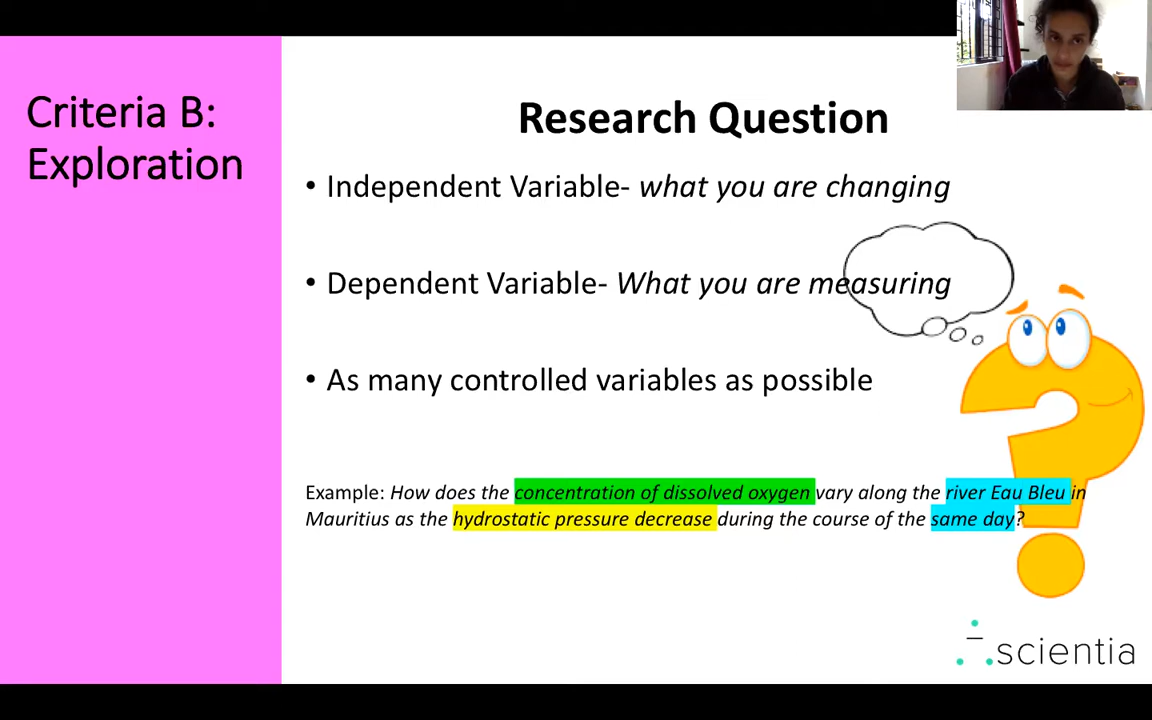 Criteria B:
Exploration
Research Question
• Independent Variable- what you are changing
• Dependent Variable- What you are measuring
• As many controlled variables as possible
Example: How does the concentration of dissolved oxygen vary along the river Eau Bleu in
Mauritius as the hydrostatic pressure decrease during the course of the same day?
scientia